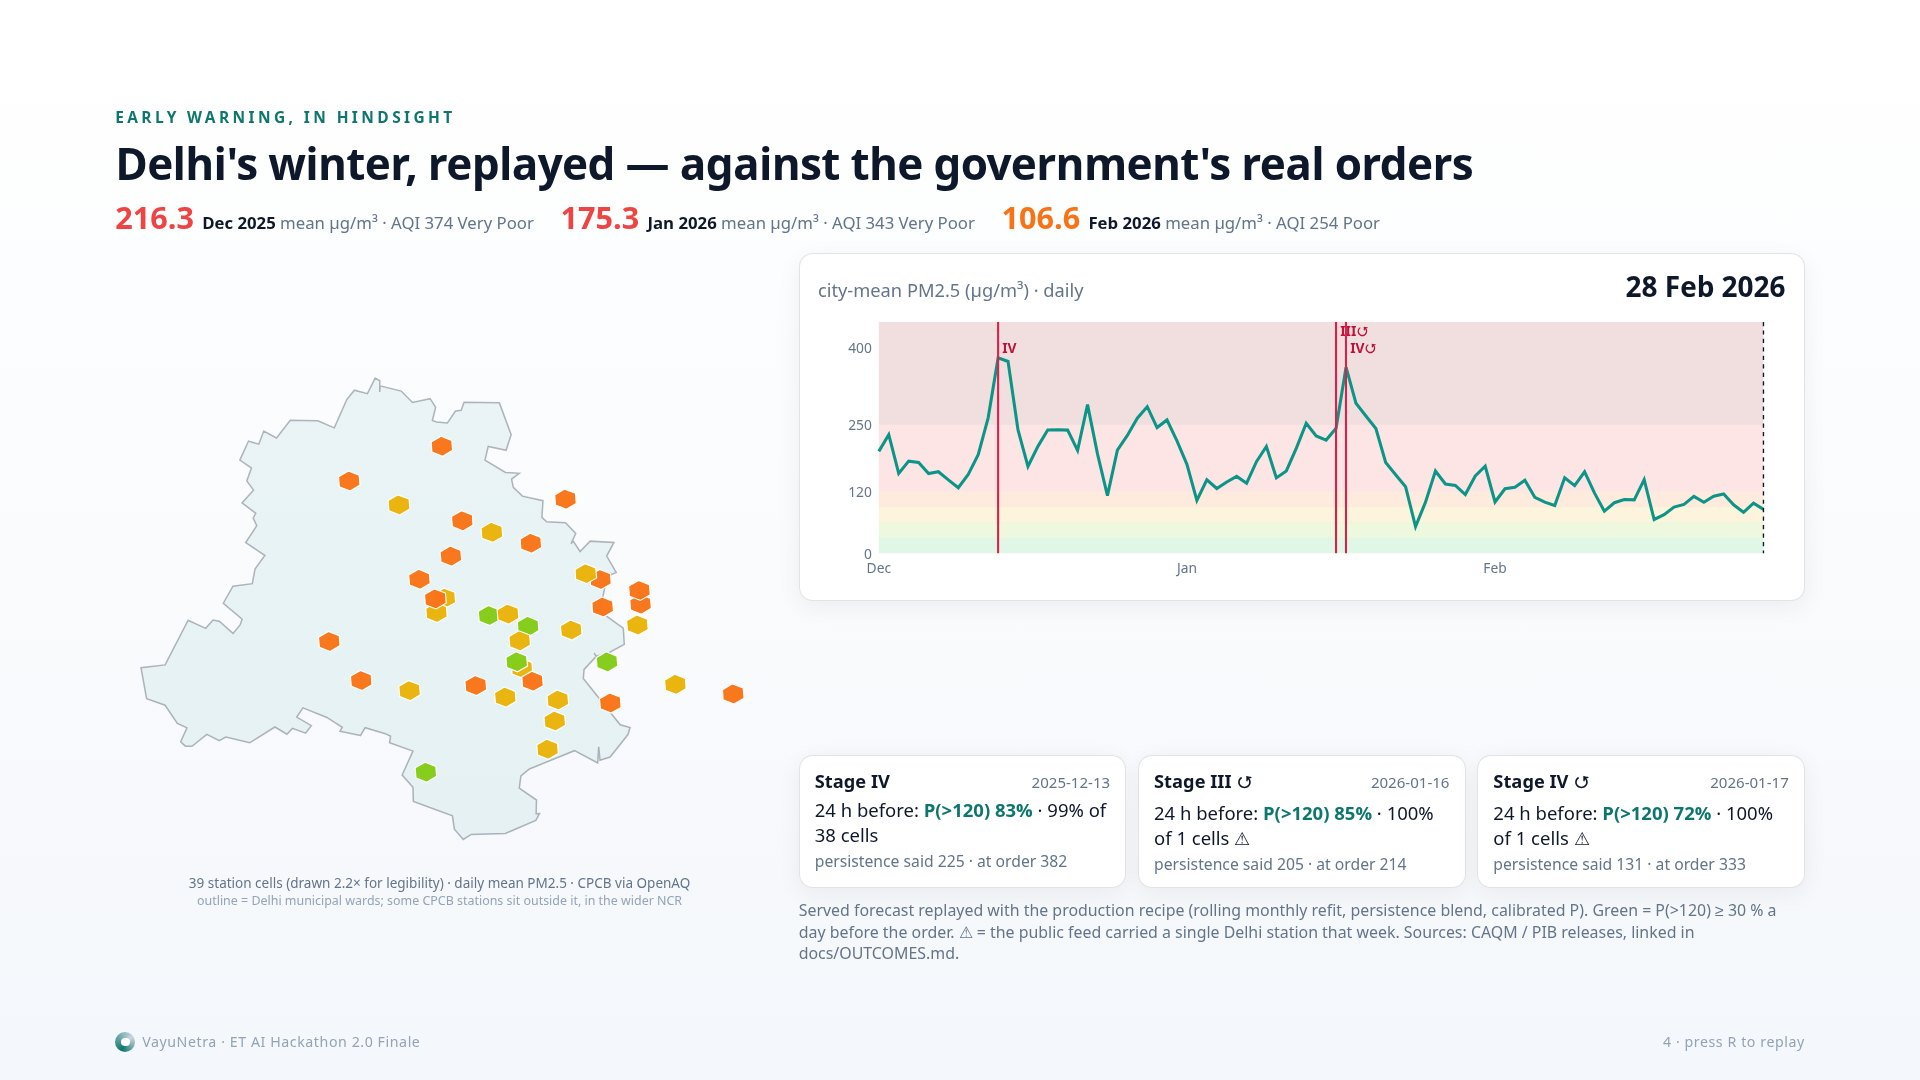 EARLY WARNING, IN HINDSIGHT
Delhi's winter, replayed — against the government's real orders
216.3 Dec 2025 mean µg/m³ · AQI 374 Very Poor 175.3 Jan 2026 mean µg/m³ · AQI 343 Very Poor 106.6 Feb 2026 mean µg/m³ · AQI 254 Poor
city-mean PM2.5 (µg/m³) · daily
28 Feb 2026
III↺
IV
IV↺
400
250
120
0
Dec Jan Feb
39 station cells (drawn 2.2× for legibility) · daily mean PM2.5 · CPCB via OpenAQ
outline = Delhi municipal wards; some CPCB stations sit outside it, in the wider NCR
Stage IV 2025-12-13
24 h before: P(>120) 83% · 99% of
38 cells
persistence said 225 · at order 382
Stage III ↺ 2026-01-16
24 h before: P(>120) 85% · 100%
of 1 cells ⚠
persistence said 205 · at order 214
Stage IV ↺ 2026-01-17
24 h before: P(>120) 72% · 100%
of 1 cells ⚠
persistence said 131 · at order 333
Served forecast replayed with the production recipe (rolling monthly refit, persistence blend, calibrated P). Green = P(>120) ≥ 30 % a
day before the order. ⚠ = the public feed carried a single Delhi station that week. Sources: CAQM / PIB releases, linked in
docs/OUTCOMES.md.
VayuNetra · ET AI Hackathon 2.0 Finale
4 · press R to replay